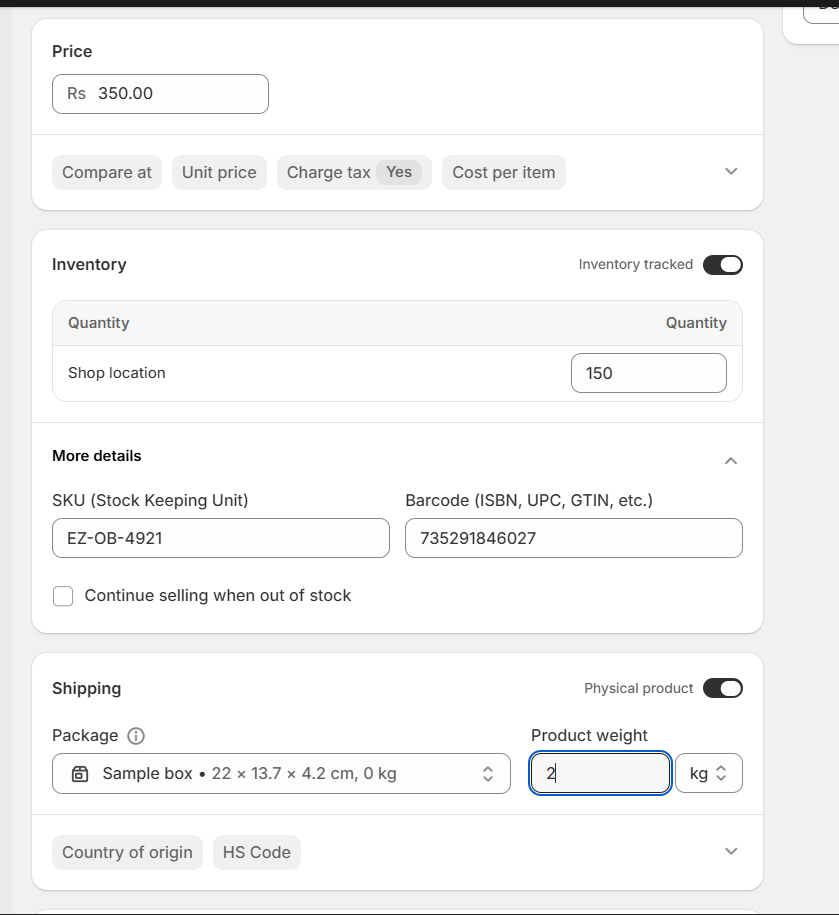 Price
Rs 350.00
Compare at Unit price Charge tax Yes Cost per item
Inventory Inventory tracked
Quantity Quantity
Shop location 150
More details
SKU (Stock Keeping Unit) Barcode (ISBN, UPC, GTIN, etc.)
EZ-OB-4921 735291846027
Continue selling when out of stock
Shipping Physical product
Package Product weight
Sample box • 22 × 13.7 × 4.2 cm, 0 kg 2 kg
Country of origin HS Code